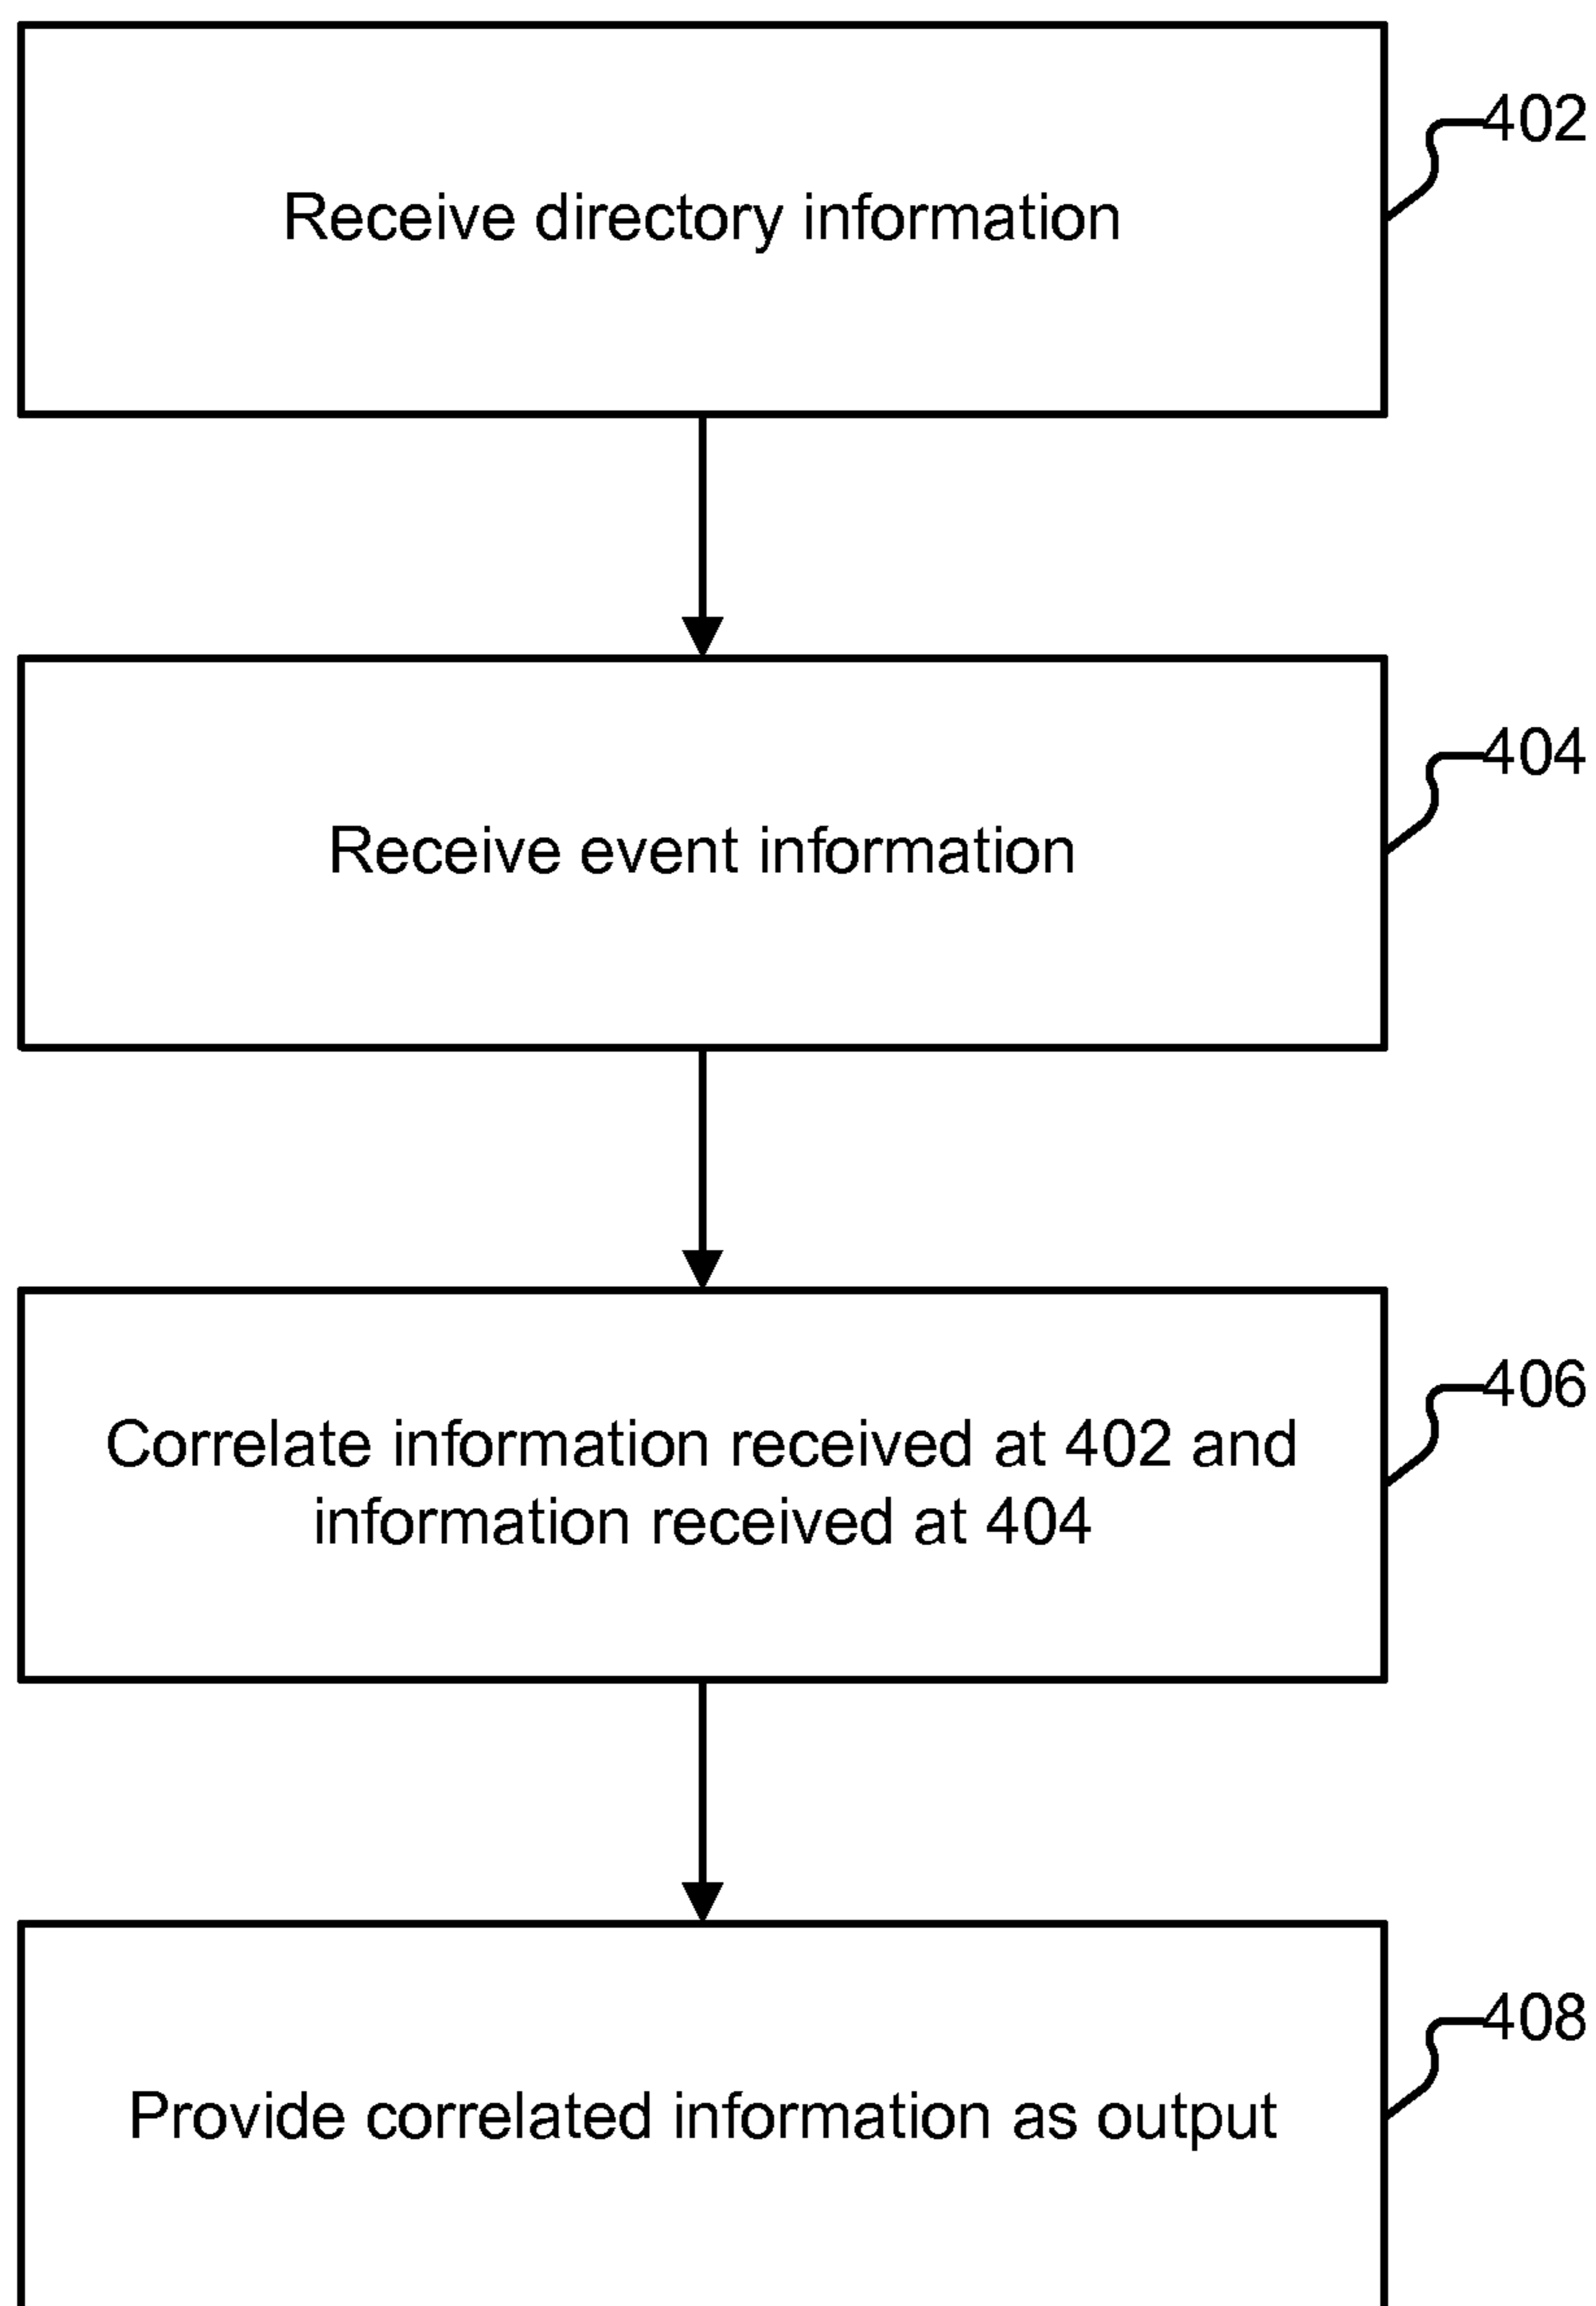 402
Receive directory information
404
Receive event information
406
Correlate information received at 402 and
information received at 404
408
Provide correlated information as output